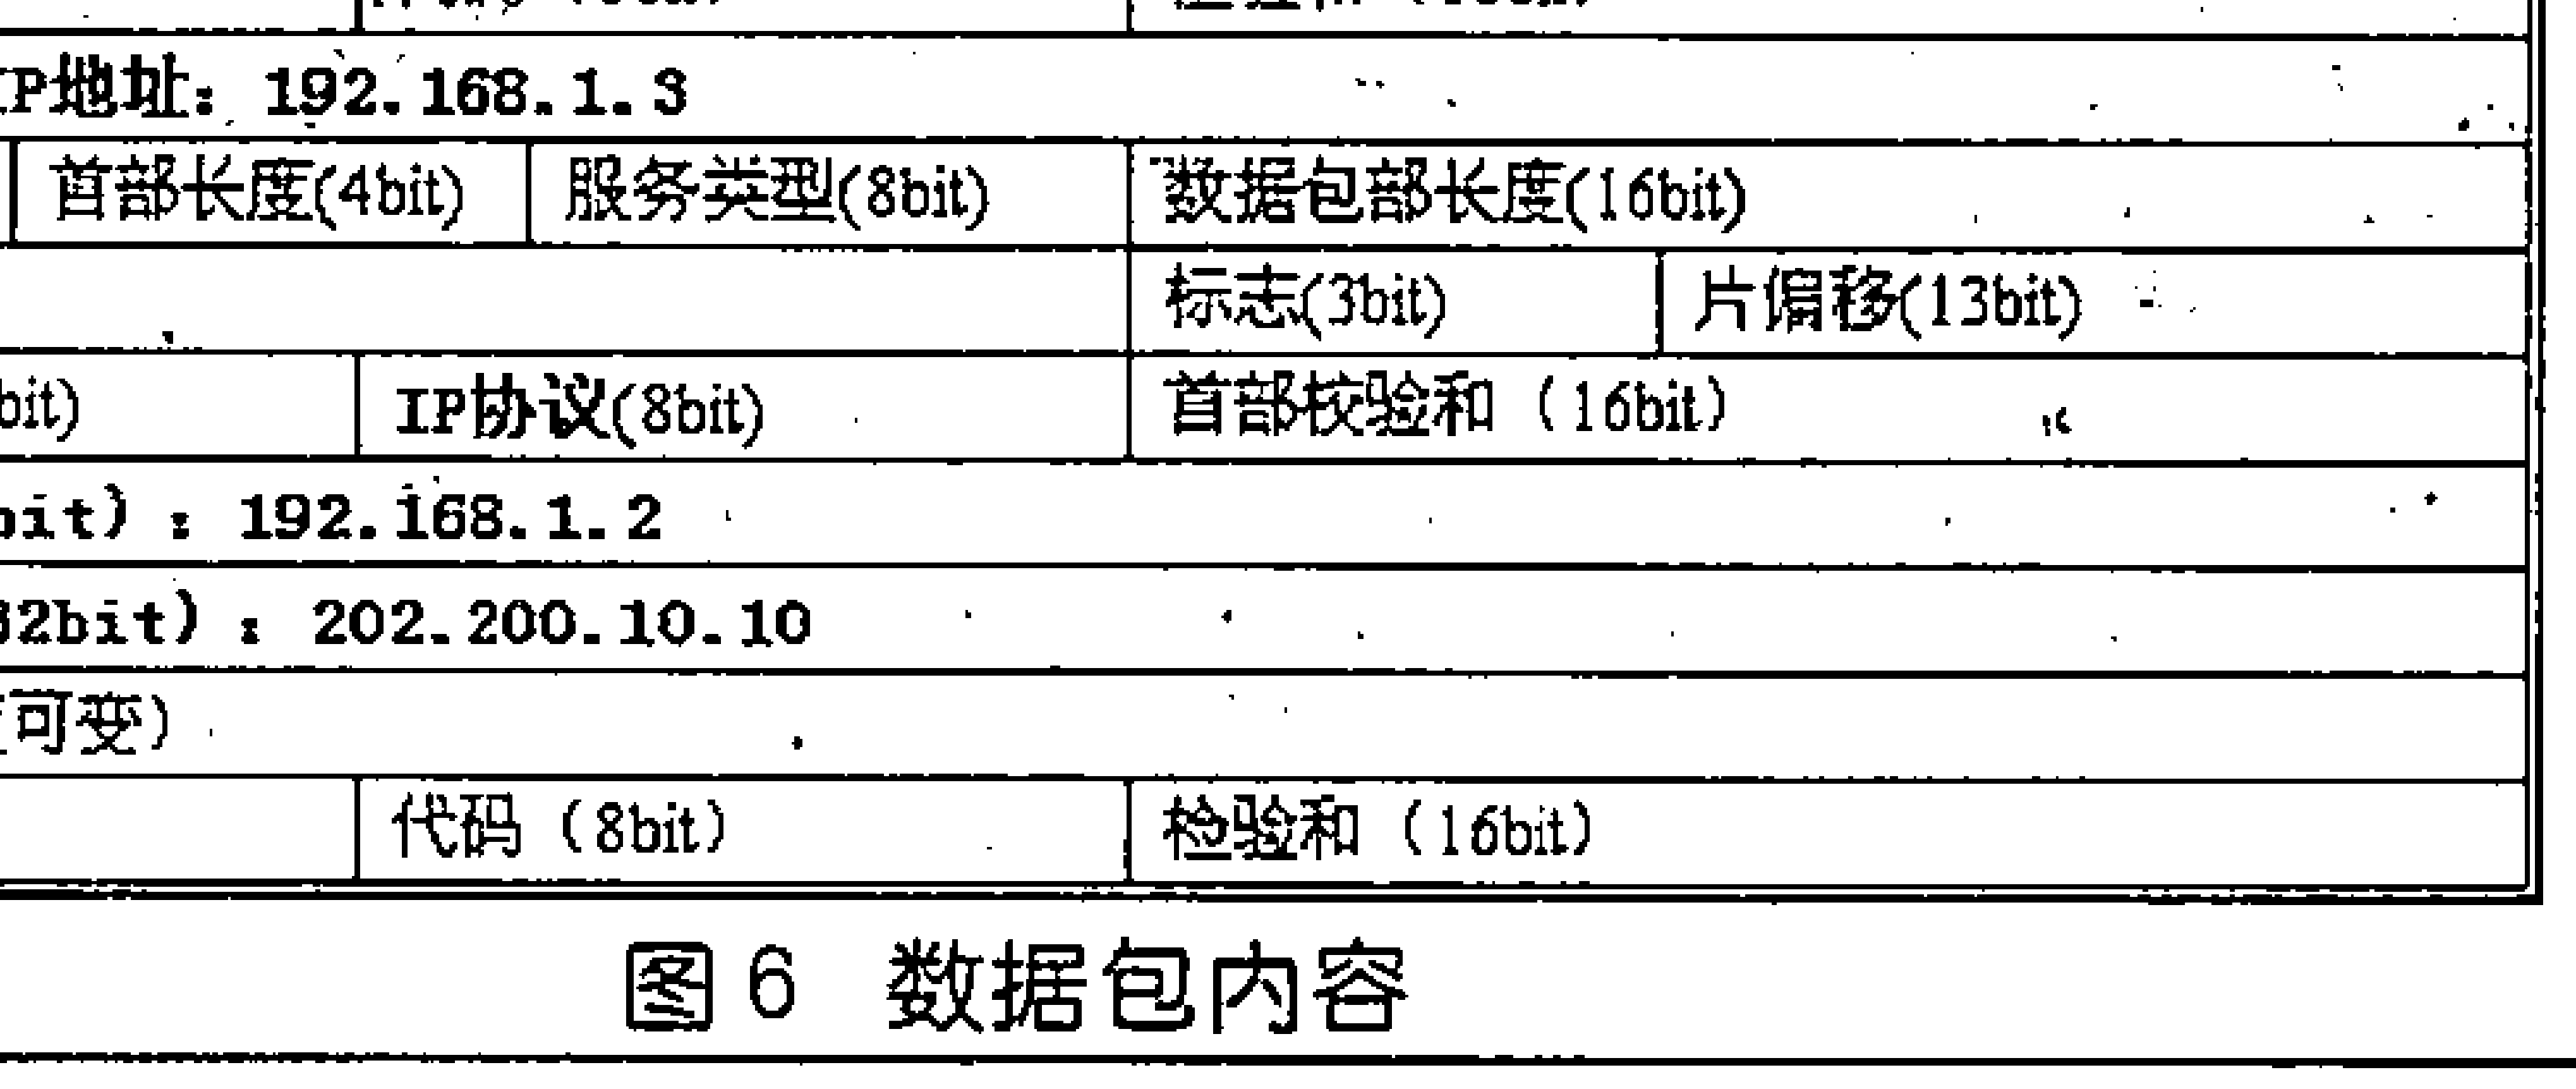 IP地址：192.168.1.3
首部长度(4bit) 服务类型(8bit) 数据包部长度(16bit)
标志(3bit) 片偏移(13bit)
bit) IP协议(8bit) 首部校验和（16bit）
bit）：192.168.1.2
32bit）：202.200.10.10
可变）
代码（8bit） 检验和（16bit）
图6 数据包内容